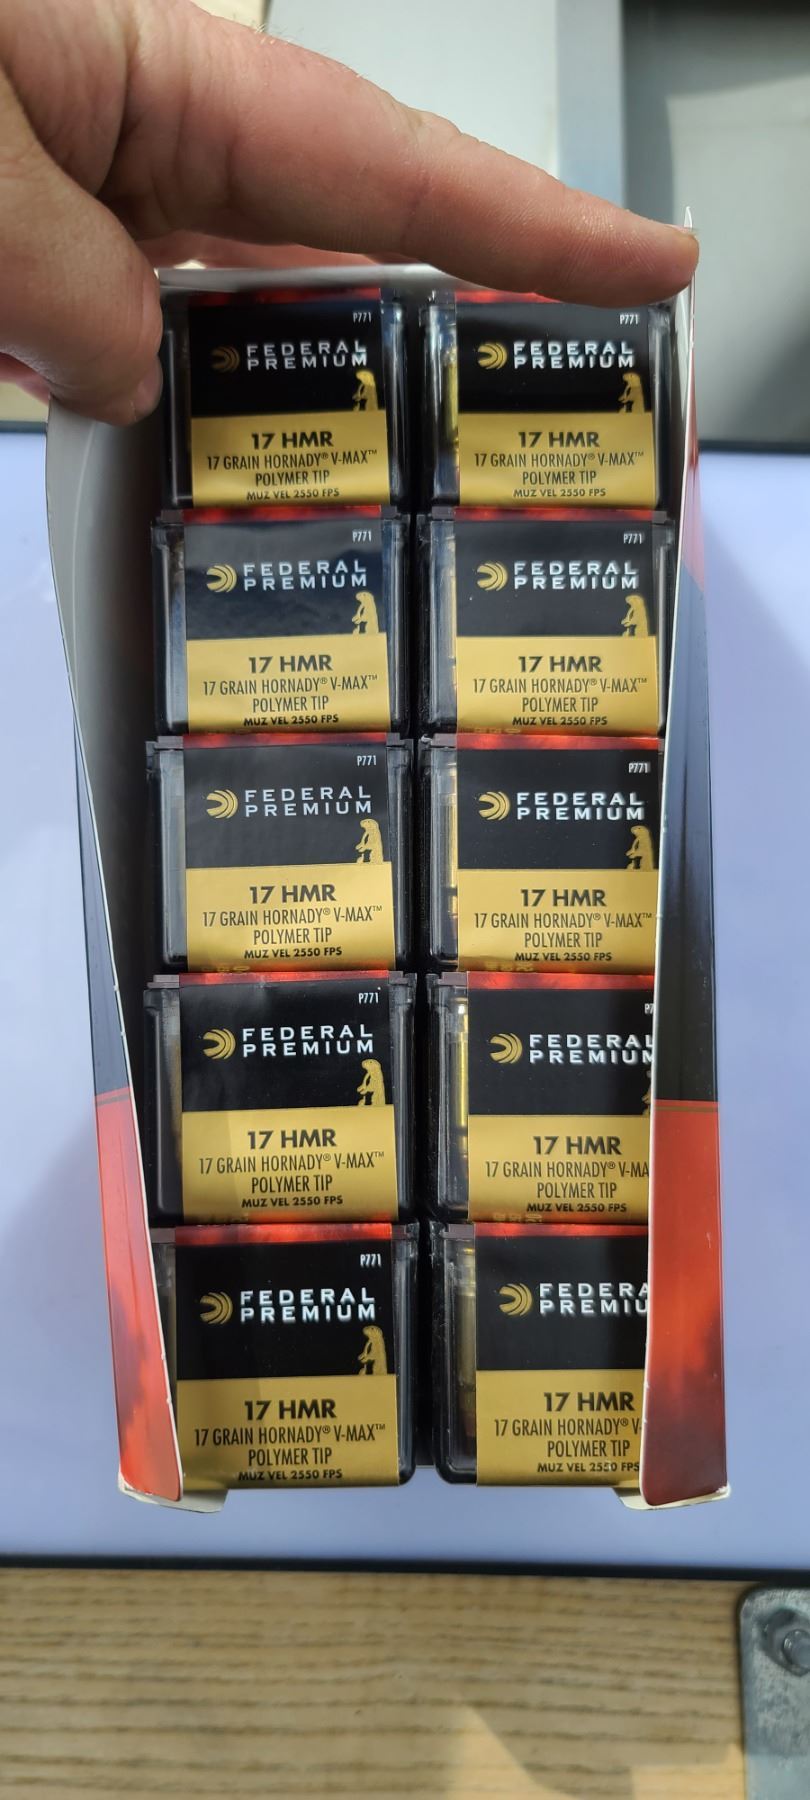 P771
FEDERAL
PREMIUM
17 HMR
17 GRAIN HORNADY® V-MAX™
POLYMER TIP
MUZ VEL 2550 FPS
P771
FEDERAL
PREMIUM
17 HMR
17 GRAIN HORNADY® V-MAX™
POLYMER TIP
MUZ VEL 2550 FPS
P771
FEDERAL
PREMIUM
17 HMR
17 GRAIN HORNADY® V-MAX™
POLYMER TIP
MUZ VEL 2550 FPS
P771
FEDERAL
PREMIUM
17 HMR
17 GRAIN HORNADY® V-MAX™
POLYMER TIP
MUZ VEL 2550 FPS
P771
FEDERAL
PREMIUM
17 HMR
17 GRAIN HORNADY® V-MAX™
POLYMER TIP
MUZ VEL 2550 FPS
P771
FEDERAL
PREMIUM
17 HMR
17 GRAIN HORNADY® V-MAX™
POLYMER TIP
MUZ VEL 2550 FPS
P771
FEDERAL
PREMIUM
17 HMR
17 GRAIN HORNADY® V-MAX™
POLYMER TIP
MUZ VEL 2550 FPS
P7
FEDERAL
PREMIUM
17 HMR
17 GRAIN HORNADY® V-MA
POLYMER TIP
MUZ VEL 2550 FPS
P771
FEDERAL
PREMIUM
17 HMR
17 GRAIN HORNADY® V-MAX™
POLYMER TIP
MUZ VEL 2550 FPS
FEDERA
PREMIU
17 HMR
17 GRAIN HORNADY® V-
POLYMER TIP
MUZ VEL 2550 FPS